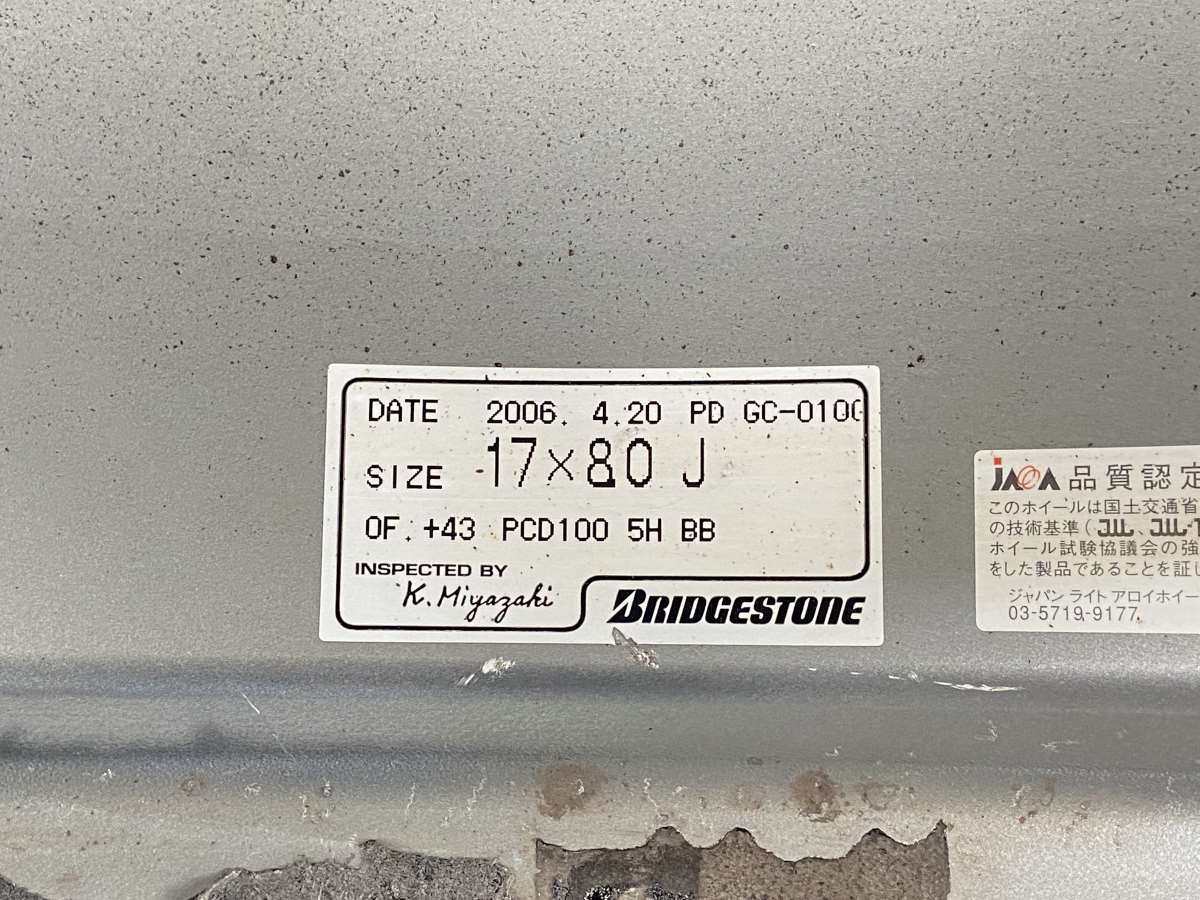 DATE 2006. 4.20 PD GC-0100
SIZE 17×8.0 J
OF. +43 PCD100 5H BB
INSPECTED BY
K. Miyazaki
BRIDGESTONE
JAWA 品質認定
このホイールは国土交通省
の技術基準(JWL、JWL-T
ホイール試験協議会の強
をした製品であることを証し
ジャパン ライト アロイホイー
03-5719-9177